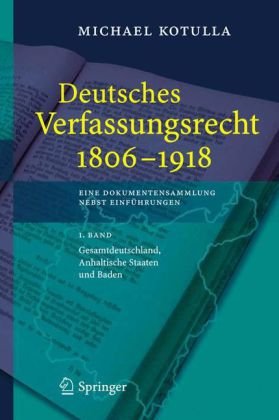 MICHAEL KOTULLA
Deutsches
Verfassungsrecht
1806–1918
EINE DOKUMENTENSAMMLUNG
NEBST EINFÜHRUNGEN
1. BAND
Gesamtdeutschland,
Anhaltische Staaten
und Baden
Springer